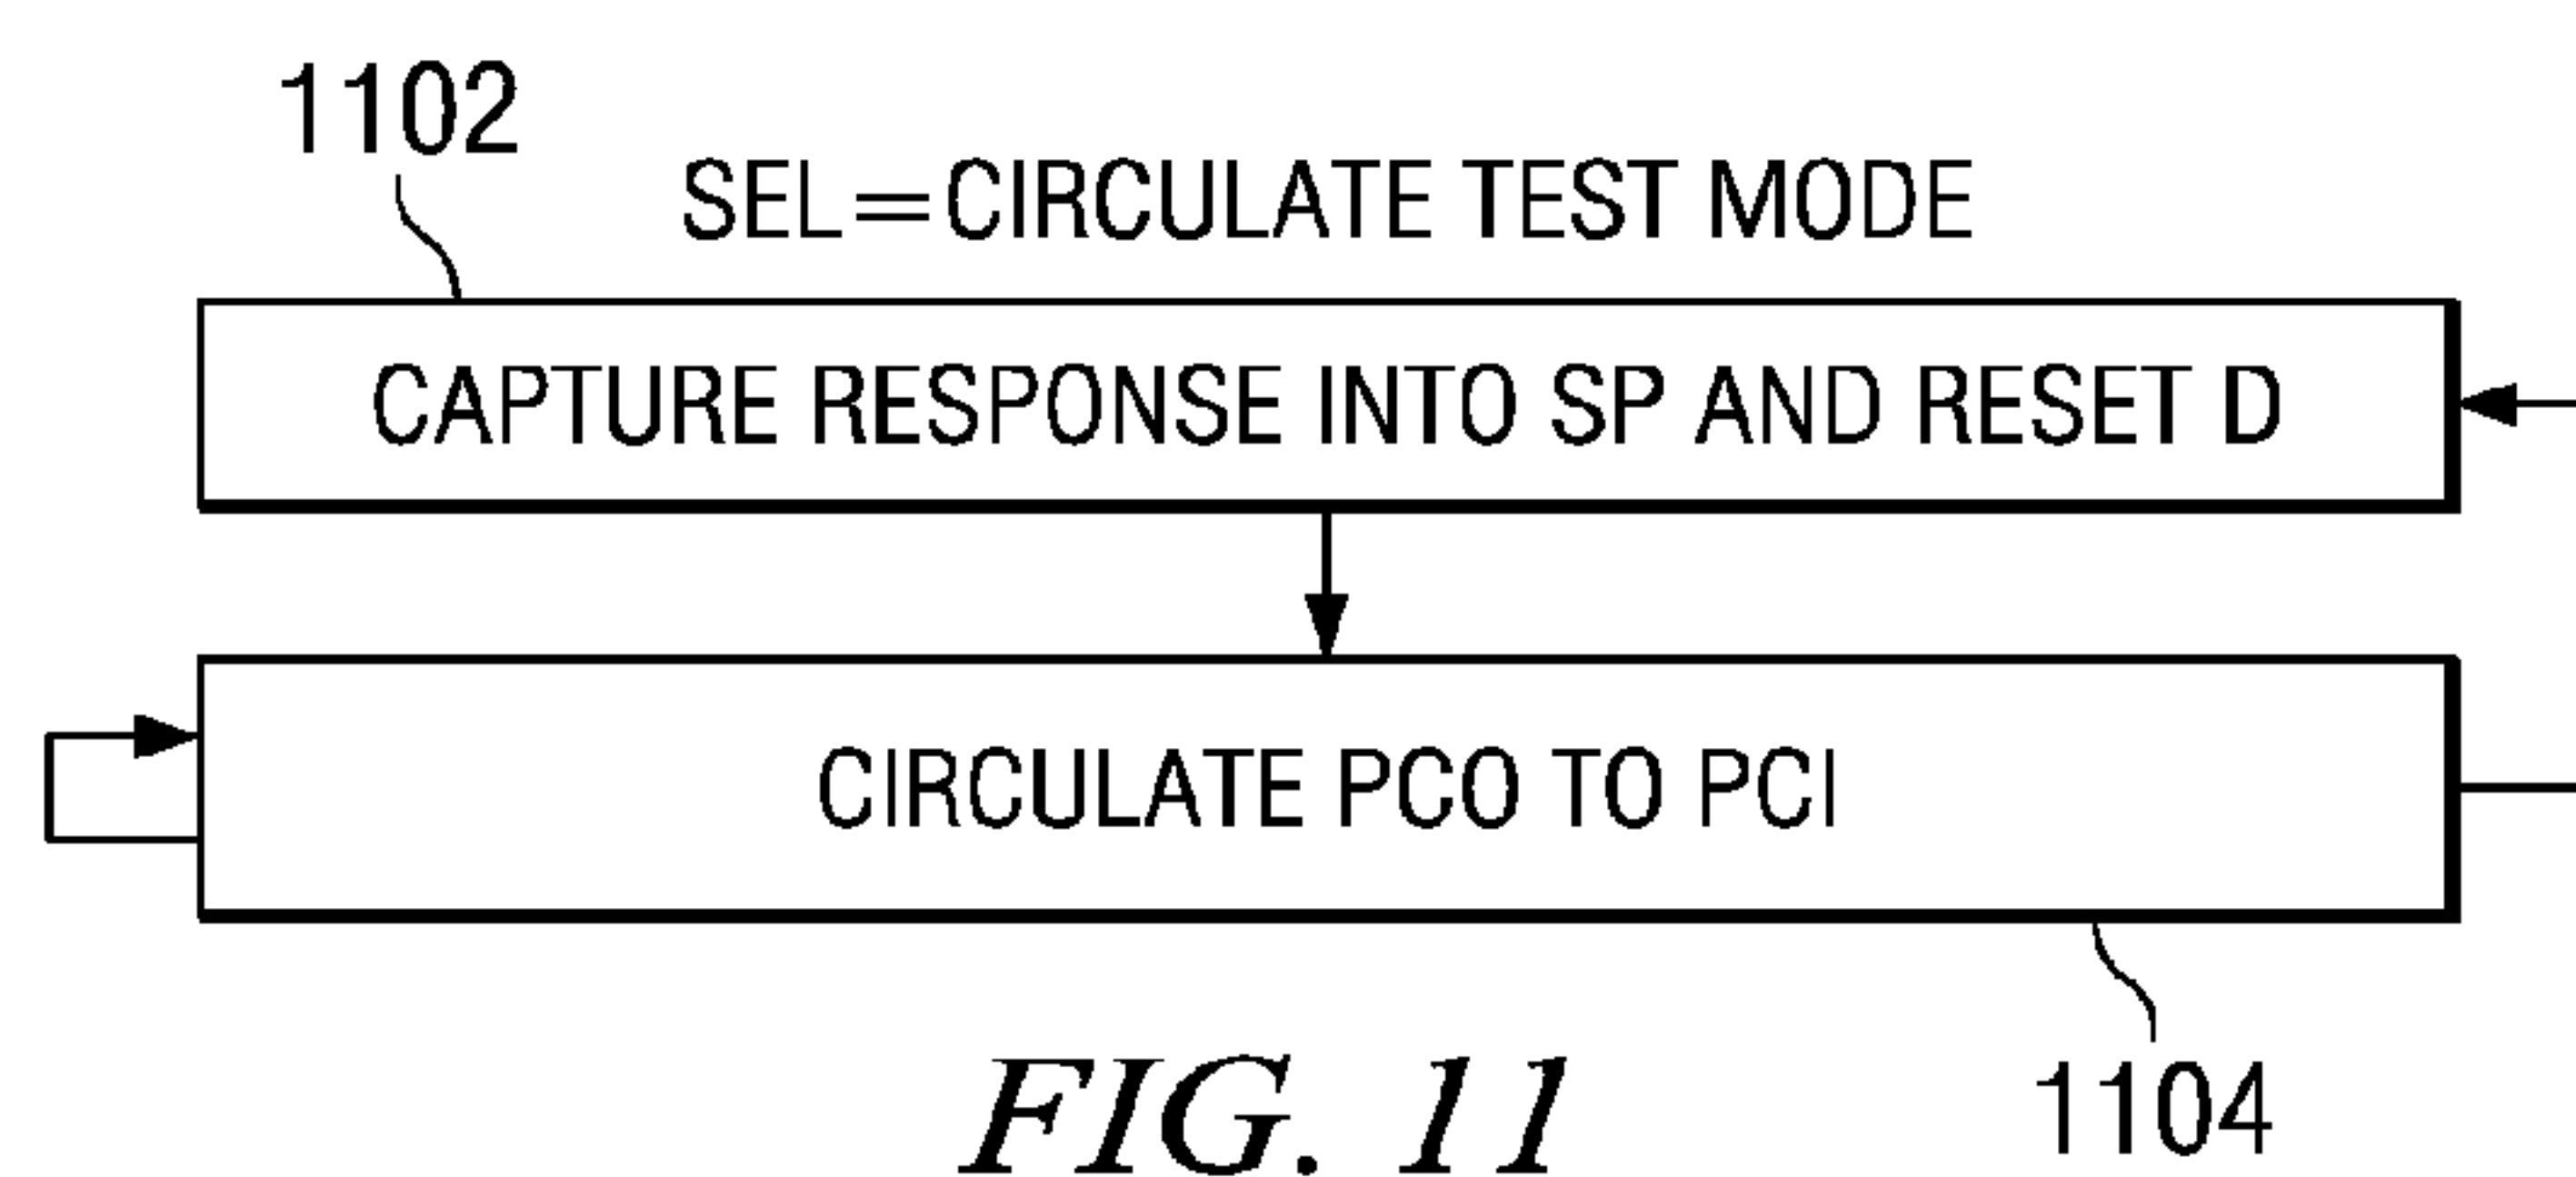 1102
SEL=CIRCULATE TEST MODE
CAPTURE RESPONSE INTO SP AND RESET D
CIRCULATE PCO TO PCI
1104
FIG. 11